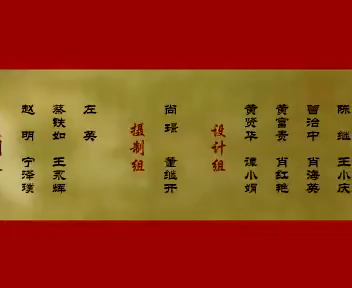 陈　继　王小庆
曾治中　肖海英
黄富贵　肖红艳
黄贤华　谭小娟
设计组
尚　璟　董继开
摄制组
左　英
蔡铁如　王永辉
赵　明　宁泽璞